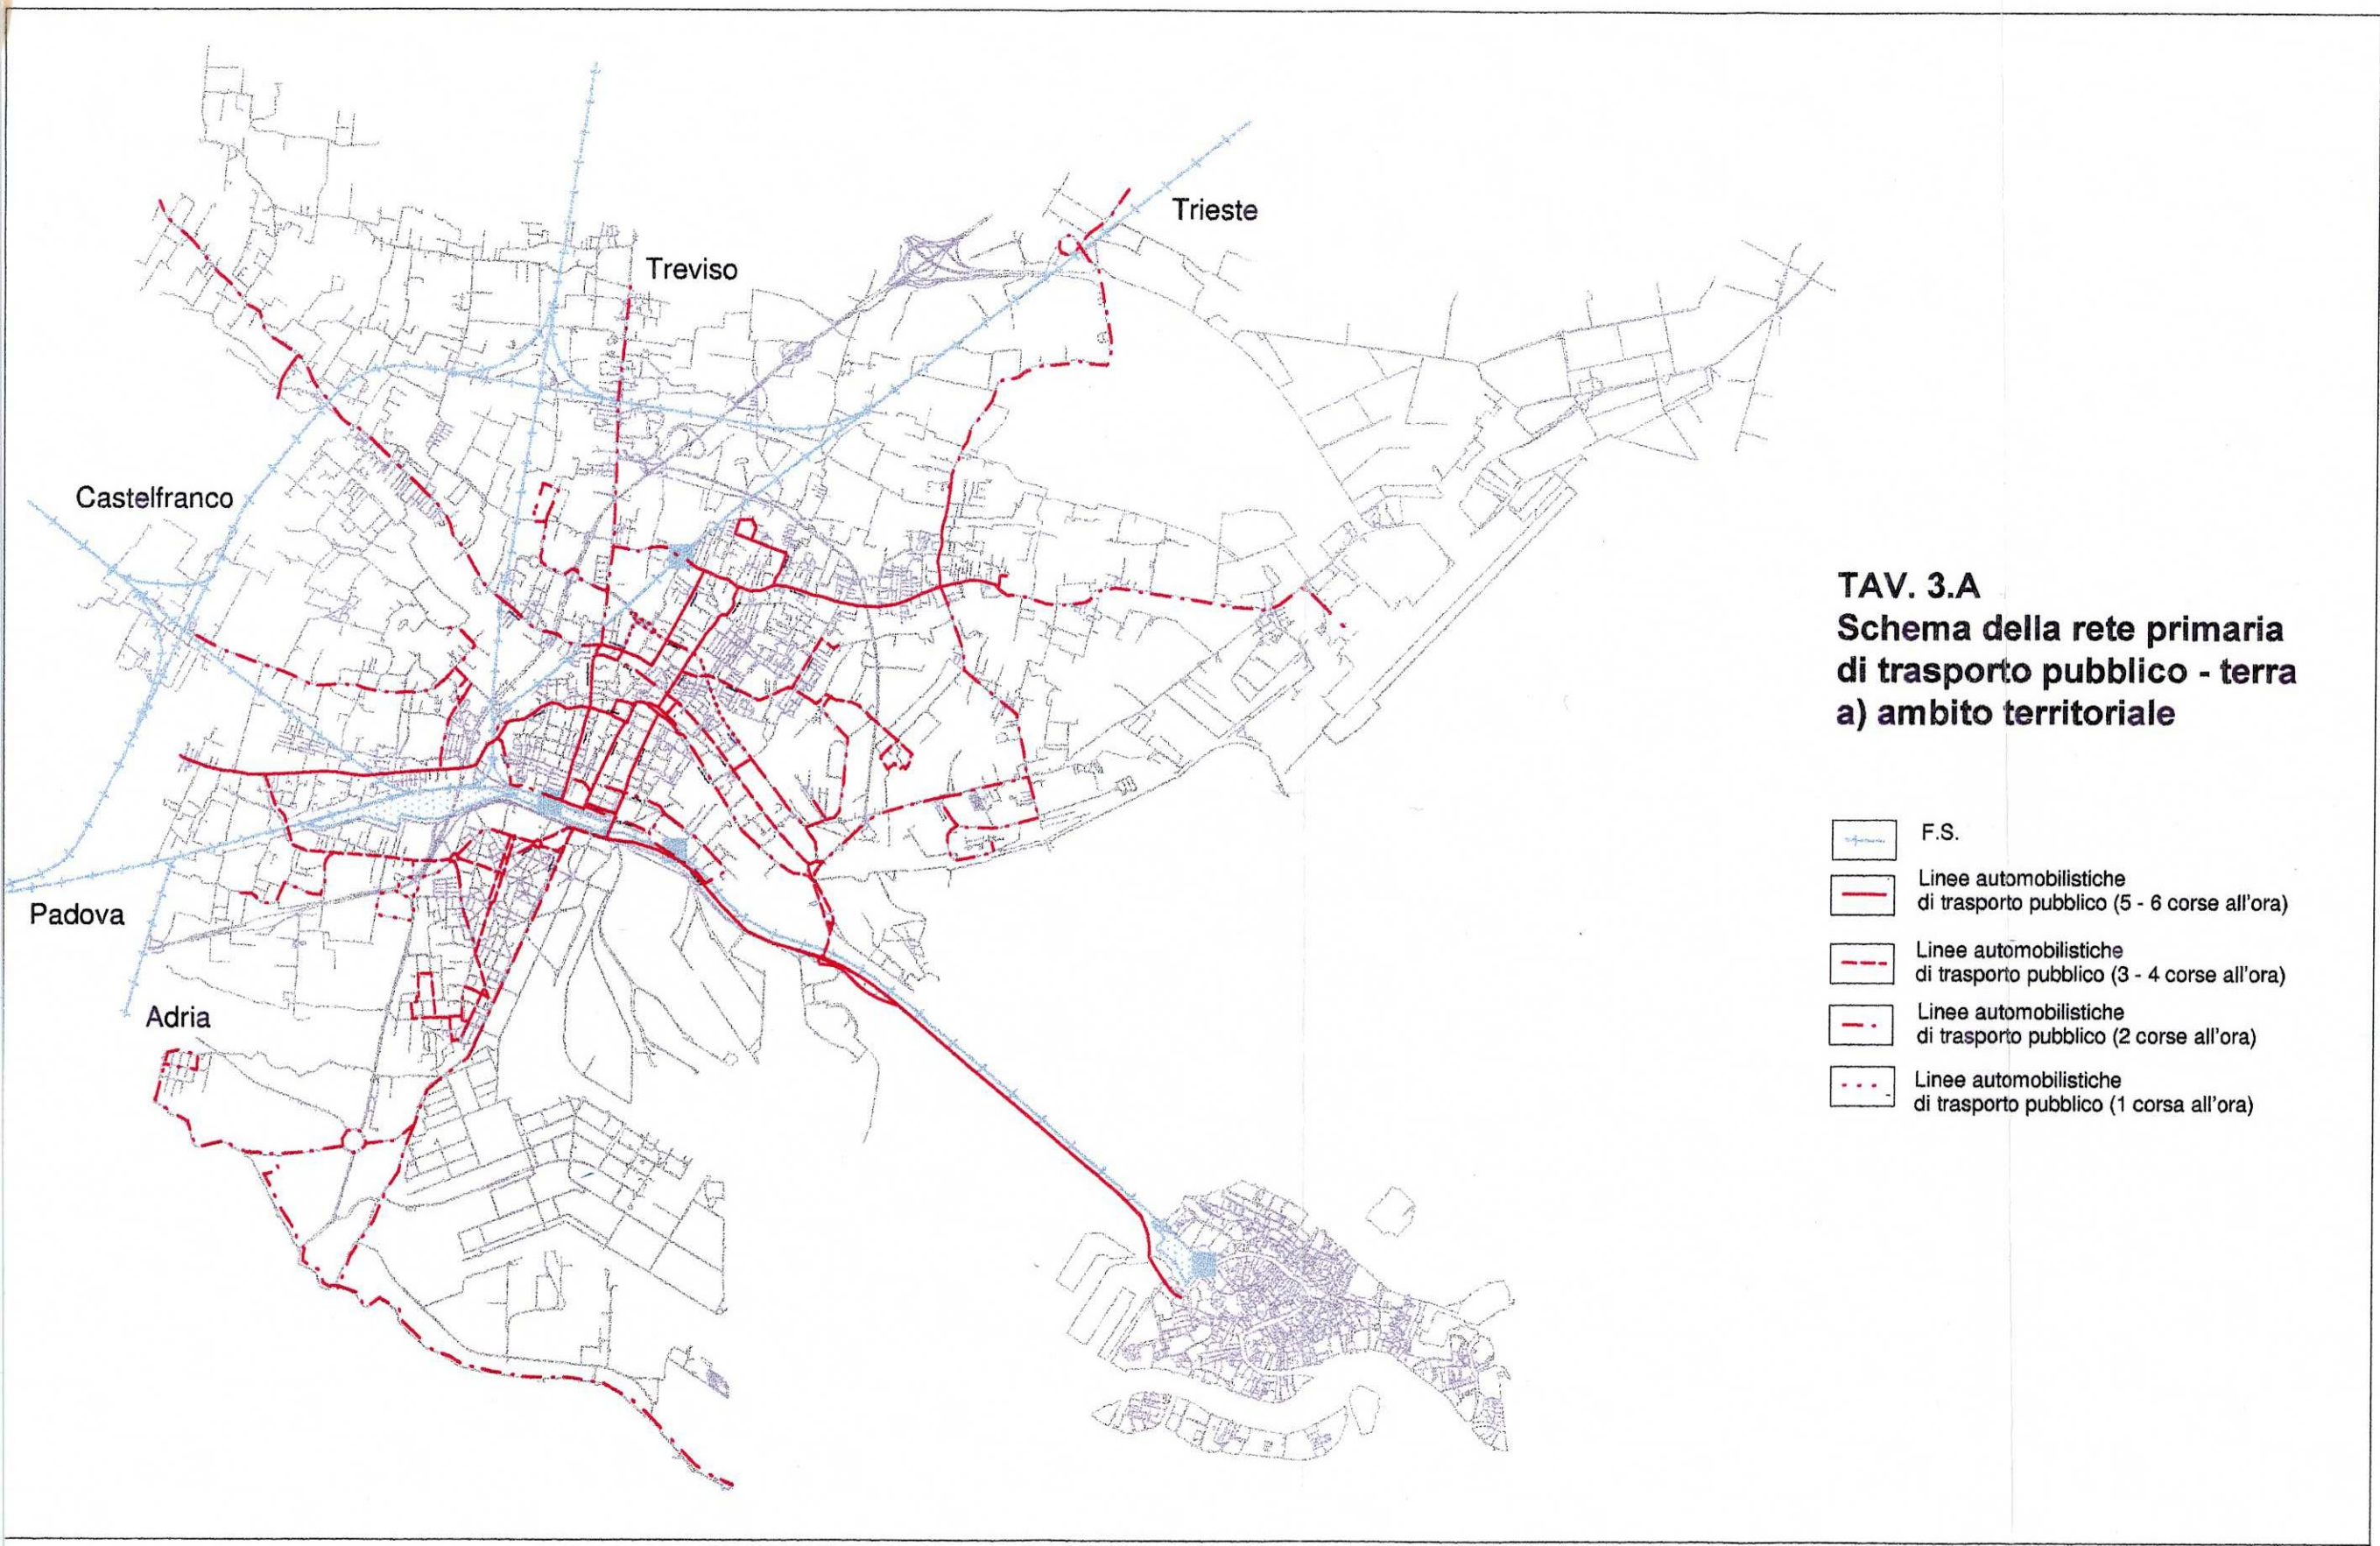 Trieste
Treviso
Castelfranco
Padova
Adria
TAV. 3.A
Schema della rete primaria
di trasporto pubblico - terra
a) ambito territoriale
F.S.
Linee automobilistiche
di trasporto pubblico (5 - 6 corse all'ora)
Linee automobilistiche
di trasporto pubblico (3 - 4 corse all'ora)
Linee automobilistiche
di trasporto pubblico (2 corse all'ora)
Linee automobilistiche
di trasporto pubblico (1 corsa all'ora)